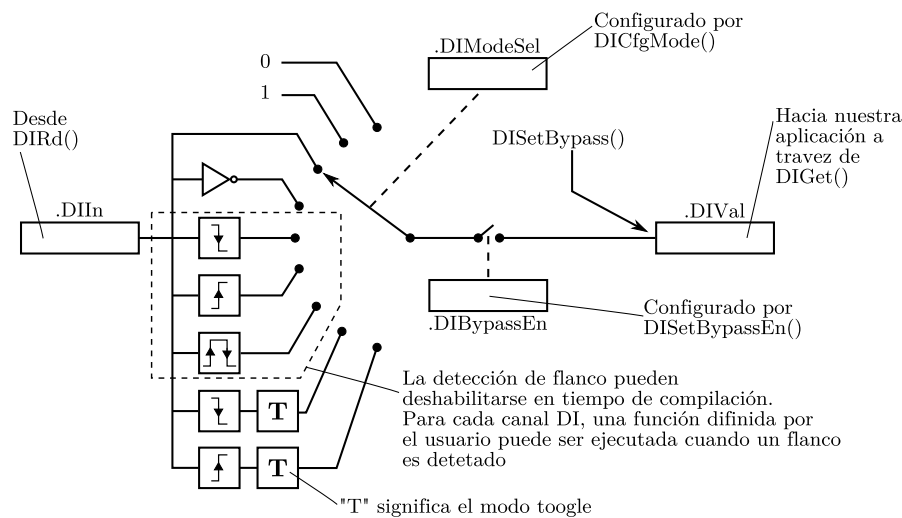 Configurado por
DICfgMode()
.DIModeSel
0
1
Desde
DIRd()
Hacia nuestra
aplicación a
travez de
DIGet()
DISetBypass()
.DIIn
.DIVal
Configurado por
DISetBypassEn()
.DIBypassEn
La detección de flanco pueden
deshabilitarse en tiempo de compilación.
Para cada canal DI, una función difinida por
el usuario puede ser ejecutada cuando un flanco
es detetado
T
T
"T" significa el modo toogle